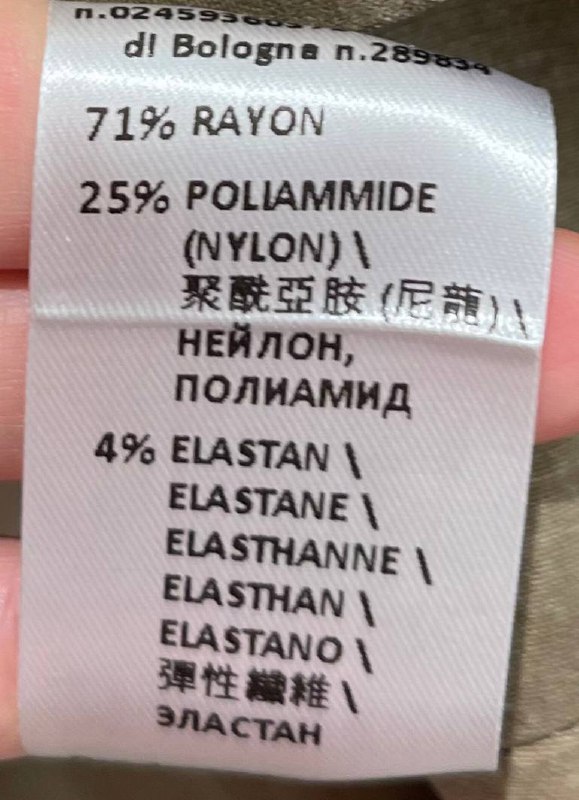 di Bologna n.289834
71% RAYON
25% POLIAMMIDE
(NYLON) \
聚酰亞胺 (尼龍) \
НЕЙЛОН,
ПОЛИАМИД
4% ELASTAN \
ELASTANE \
ELASTHANNE \
ELASTHAN \
ELASTANO \
彈性纖維 \
ЭЛАСТАН